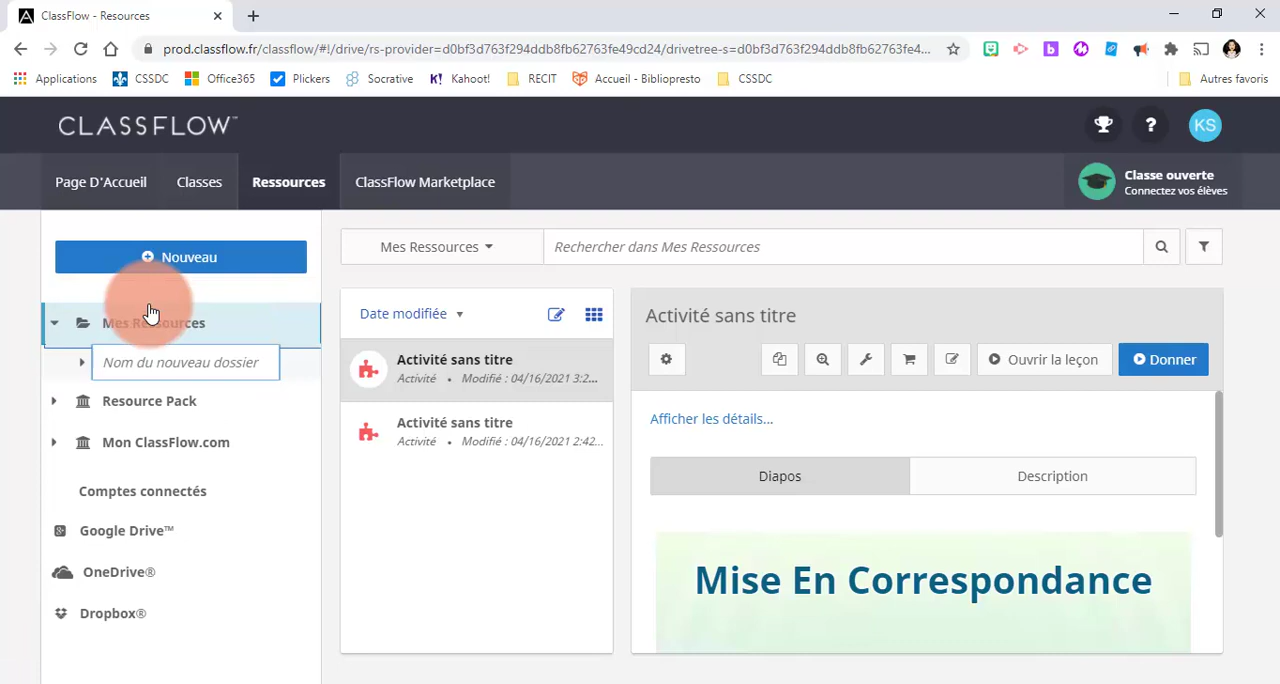 ClassFlow - Resources
prod.classflow.fr/classflow/#!/drive/rs-provider=d0bf3d763f294ddb8fb62763fe49cd24/drivetree-s=d0bf3d763f294ddb8fb62763fe4...
Applications CSSDC Office365 Plickers Socrative Kahoot! RECIT Accueil - Bibliopresto CSSDC Autres favoris
CLASSFLOW™ ? KS
Page D'Accueil Classes Ressources ClassFlow Marketplace
Classe ouverte
Connectez vos élèves
Nouveau
Mes Ressources
Nom du nouveau dossier
Resource Pack
Mon ClassFlow.com
Comptes connectés
Google Drive™
OneDrive®
Dropbox®
Mes Ressources Rechercher dans Mes Ressources
Date modifiée
Activité sans titre
Activité • Modifié : 04/16/2021 3:2...
Activité sans titre
Activité • Modifié : 04/16/2021 2:42...
Activité sans titre
Ouvrir la leçon Donner
Afficher les détails...
Diapos Description
Mise En Correspondance